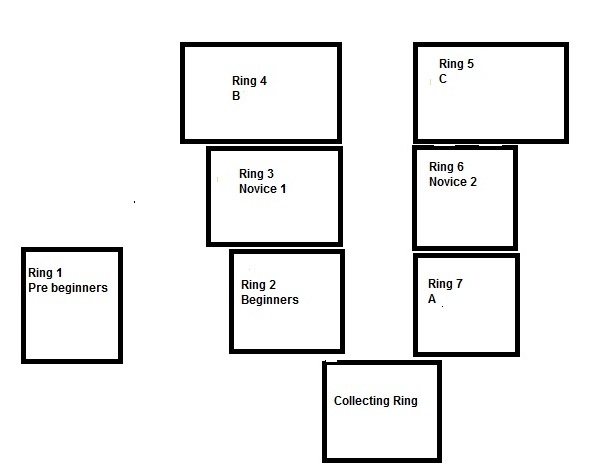 Ring 4
B
Ring 5
C
Ring 3
Novice 1
Ring 6
Novice 2
Ring 1
Pre beginners
Ring 2
Beginners
Ring 7
A
Collecting Ring